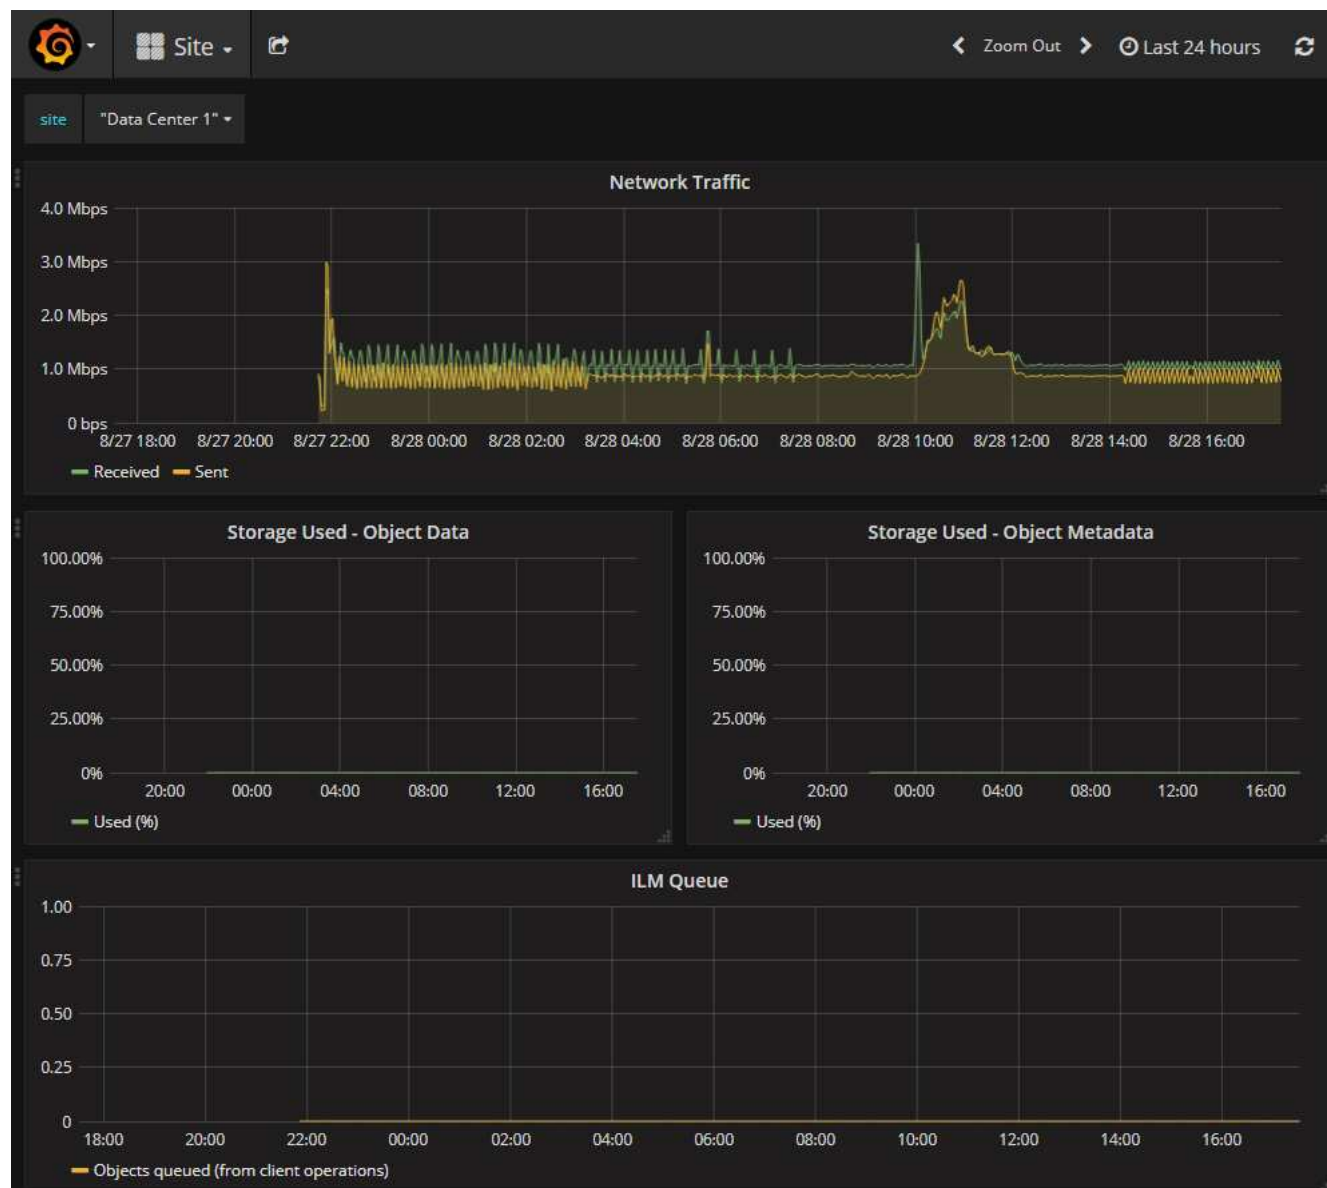 Site
Zoom Out Last 24 hours
site "Data Center 1"
Network Traffic
4.0 Mbps
3.0 Mbps
2.0 Mbps
1.0 Mbps
0 bps
8/27 18:00 8/27 20:00 8/27 22:00 8/28 00:00 8/28 02:00 8/28 04:00 8/28 06:00 8/28 08:00 8/28 10:00 8/28 12:00 8/28 14:00 8/28 16:00
Received Sent
Storage Used - Object Data
100.00%
75.00%
50.00%
25.00%
0%
20:00 00:00 04:00 08:00 12:00 16:00
Used (%)
Storage Used - Object Metadata
100.00%
75.00%
50.00%
25.00%
0%
20:00 00:00 04:00 08:00 12:00 16:00
Used (%)
ILM Queue
1.00
0.75
0.50
0.25
0
18:00 20:00 22:00 00:00 02:00 04:00 06:00 08:00 10:00 12:00 14:00 16:00
Objects queued (from client operations)